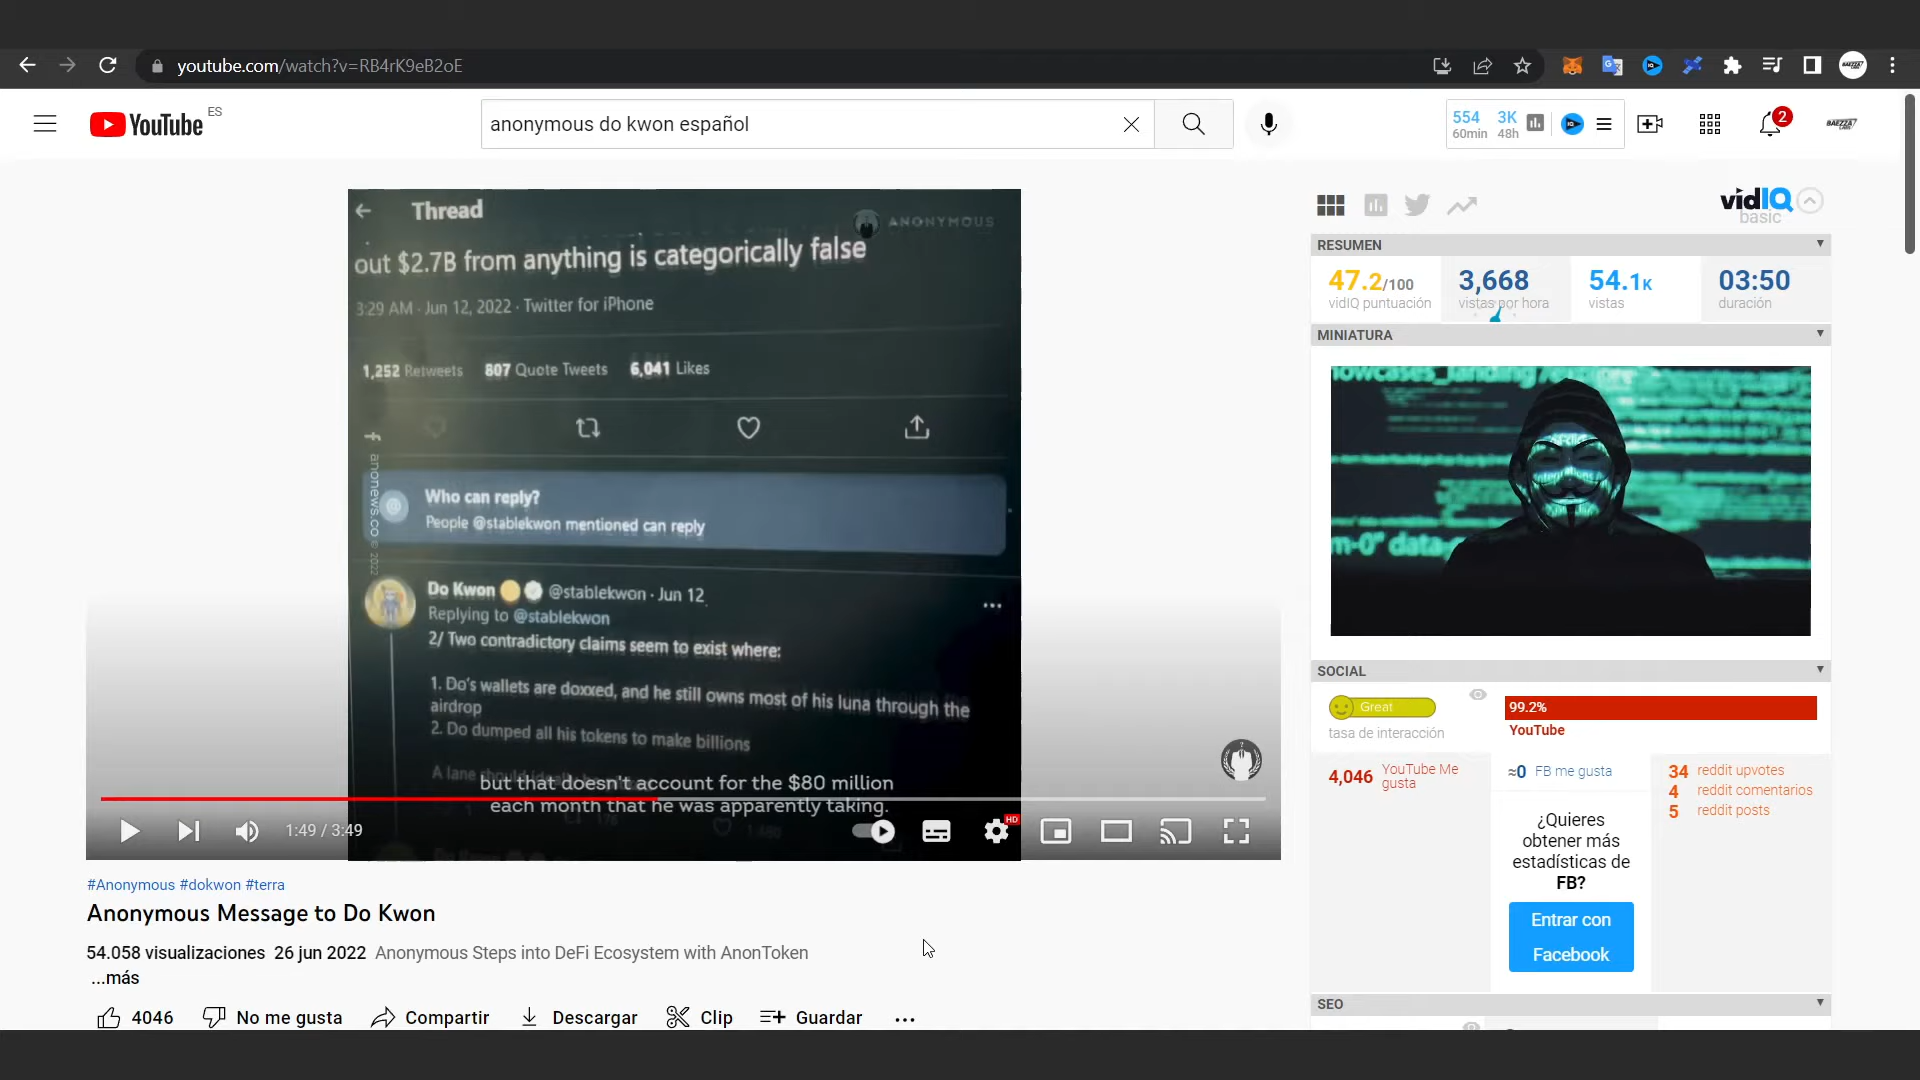 youtube.com/watch?v=RB4rK9eB2oE
YouTube ES
anonymous do kwon español
554 3K
60min 48h
2
Thread
ANONYMOUS
out $2.7B from anything is categorically false
3:29 AM · Jun 12, 2022 · Twitter for iPhone
1,252 Retweets 807 Quote Tweets 6,041 Likes
anonews.co © 2022
Who can reply?
People @stablekwon mentioned can reply
Do Kwon @stablekwon · Jun 12
Replying to @stablekwon
2/ Two contradictory claims seem to exist where:
1. Do's wallets are doxxed, and he still owns most of his luna through the
airdrop
2. Do dumped all his tokens to make billions
but that doesn't account for the $80 million
each month that he was apparently taking.
1:49 / 3:49
HD
#Anonymous #dokwon #terra
Anonymous Message to Do Kwon
54.058 visualizaciones 26 jun 2022 Anonymous Steps into DeFi Ecosystem with AnonToken
...más
4046 No me gusta Compartir Descargar Clip Guardar
vidIQ
basic
RESUMEN
47.2/100 3,668 54.1K 03:50
vidIQ puntuación vistas por hora vistas duración
MINIATURA
SOCIAL
Great
tasa de interacción
99.2%
YouTube
4,046 YouTube Me
gusta
≈0 FB me gusta
34 reddit upvotes
4 reddit comentarios
5 reddit posts
¿Quieres
obtener más
estadísticas de
FB?
Entrar con
Facebook
SEO